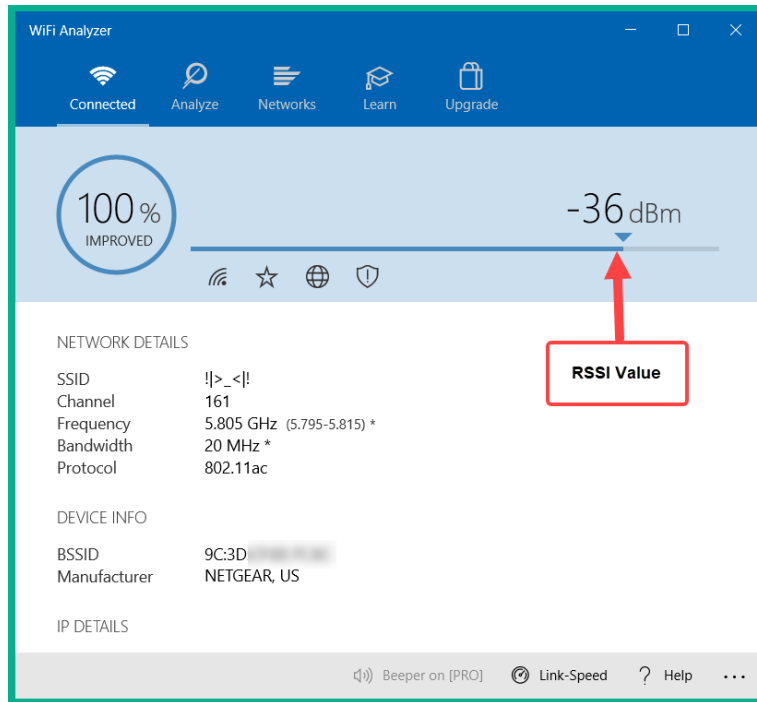 WiFi Analyzer
Connected Analyze Networks Learn Upgrade
100 %
IMPROVED
-36 dBm
RSSI Value
NETWORK DETAILS
SSID !|>_<|!
Channel 161
Frequency 5.805 GHz (5.795-5.815) *
Bandwidth 20 MHz *
Protocol 802.11ac
DEVICE INFO
BSSID 9C:3D
Manufacturer NETGEAR, US
IP DETAILS
Beeper on [PRO] Link-Speed ? Help ...